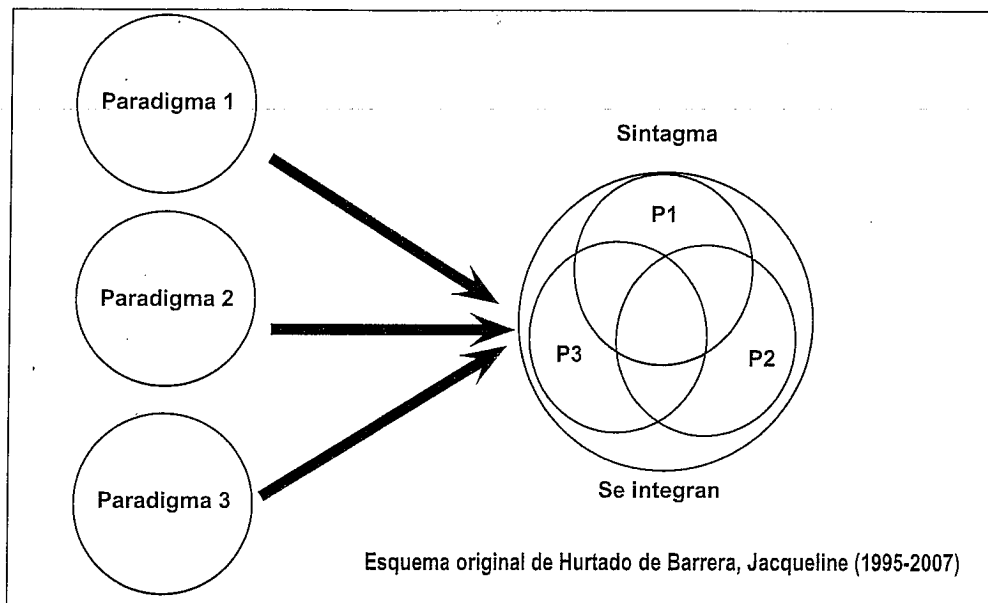 Paradigma 1
Paradigma 2
Paradigma 3
Sintagma
P1
P3
P2
Se integran
Esquema original de Hurtado de Barrera, Jacqueline (1995-2007)